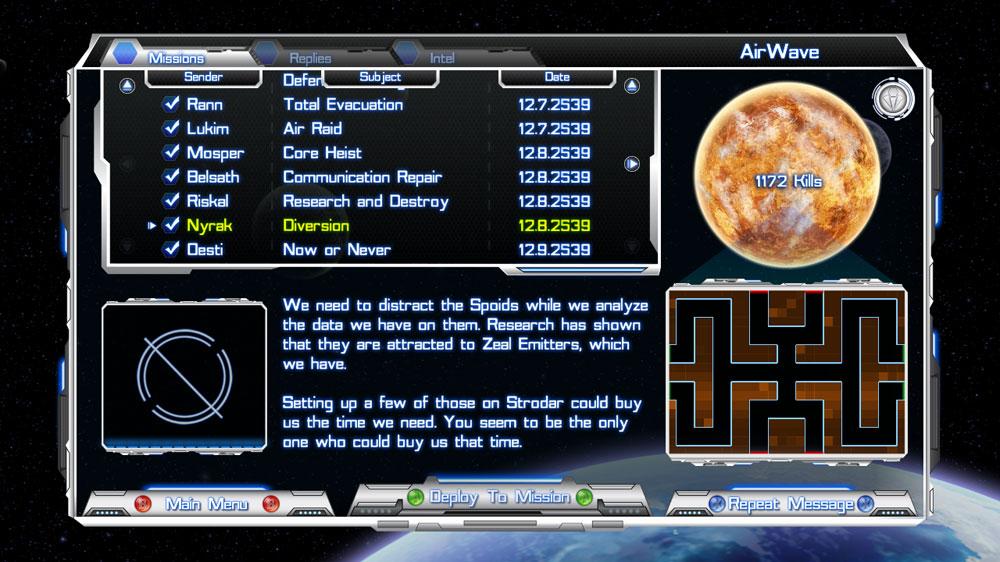 Missions Replies Intel AirWave
Sender Subject Date
Defen
Rann Total Evacuation 12.7.2539
Lukim Air Raid 12.7.2539
Mosper Core Heist 12.8.2539
Belsath Communication Repair 12.8.2539
Riskal Research and Destroy 12.8.2539
Nyrak Diversion 12.8.2539
Desti Now or Never 12.9.2539
1172 Kills
We need to distract the Spoids while we analyze
the data we have on them. Research has shown
that they are attracted to Zeal Emitters, which
we have.
Setting up a few of those on Strodar could buy
us the time we need. You seem to be the only
one who could buy us that time.
Main Menu Deploy To Mission Repeat Message